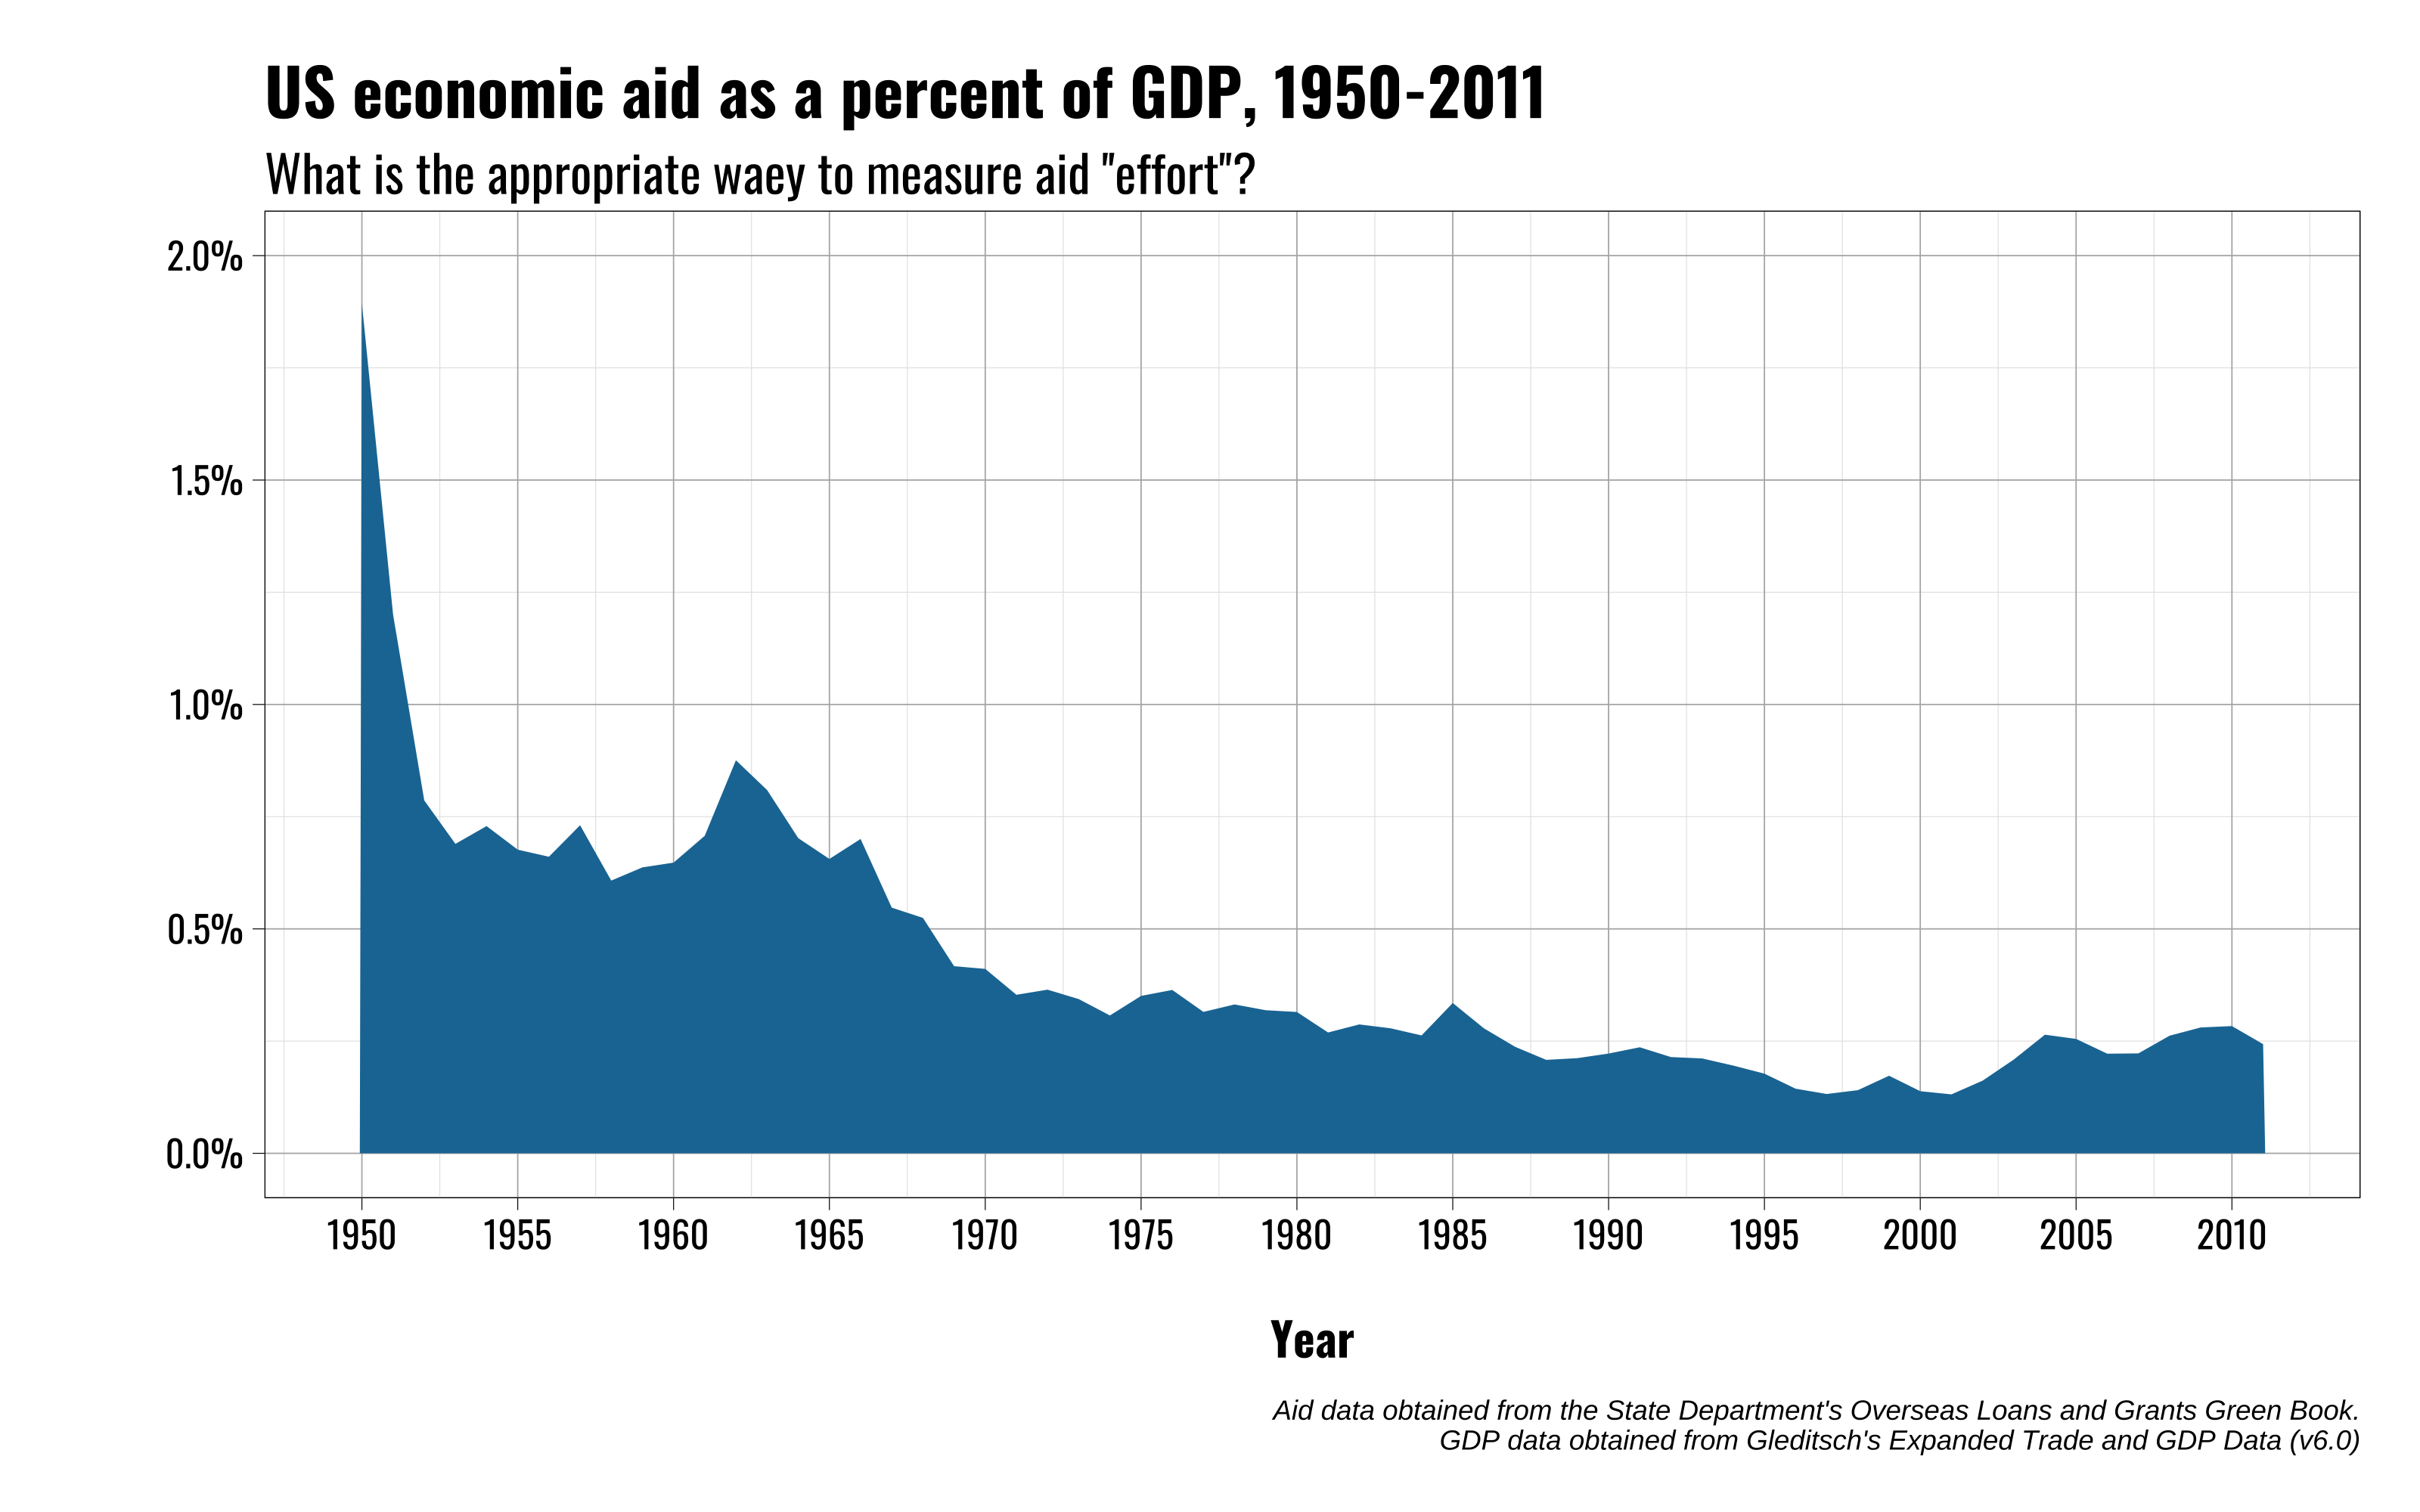 US economic aid as a percent of GDP, 1950-2011
What is the appropriate waey to measure aid "effort"?
2.0%
1.5%
1.0%
0.5%
0.0%
1950 1955 1960 1965 1970 1975 1980 1985 1990 1995 2000 2005 2010
Year
Aid data obtained from the State Department's Overseas Loans and Grants Green Book.
GDP data obtained from Gleditsch's Expanded Trade and GDP Data (v6.0)